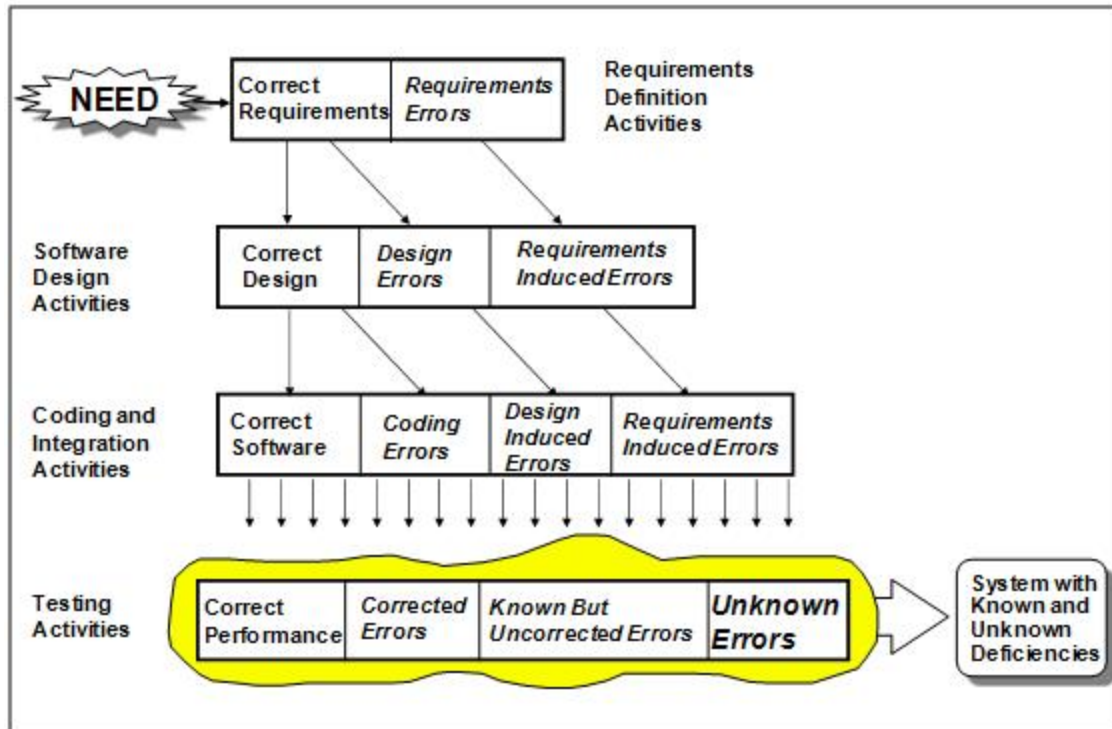 NEED
Correct
Requirements
Requirements
Errors
Requirements
Definition
Activities
Software
Design
Activities
Correct
Design
Design
Errors
Requirements
Induced Errors
Coding and
Integration
Activities
Correct
Software
Coding
Errors
Design
Induced
Errors
Requirements
Induced Errors
Testing
Activities
Correct
Performance
Corrected
Errors
Known But
Uncorrected Errors
Unknown
Errors
System with
Known and
Unknown
Deficiencies